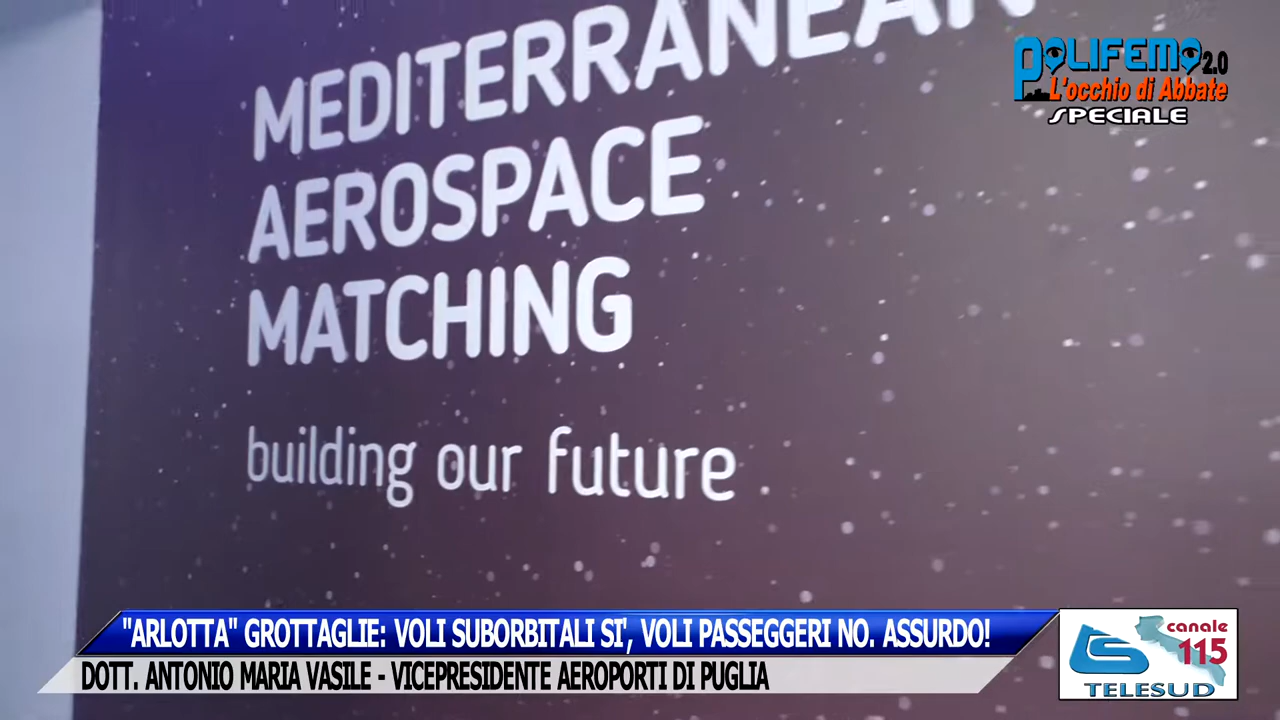 MEDITERRANEAN
AEROSPACE
MATCHING
building our future
POLIFEMO 2.0
L'occhio di Abbate
SPECIALE
"ARLOTTA" GROTTAGLIE: VOLI SUBORBITALI SI', VOLI PASSEGGERI NO. ASSURDO!
DOTT. ANTONIO MARIA VASILE - VICEPRESIDENTE AEROPORTI DI PUGLIA
canale
115
TELESUD